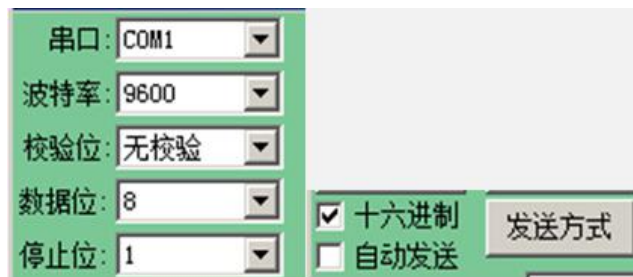 串口: COM1
波特率: 9600
校验位: 无校验
数据位: 8
停止位: 1
十六进制
自动发送
发送方式